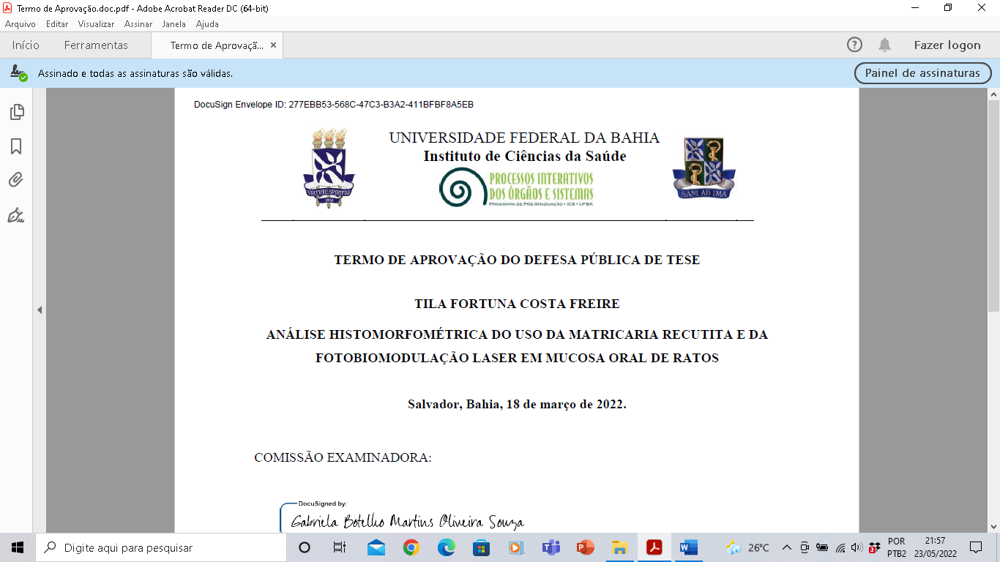 Termo de Aprovação.doc.pdf - Adobe Acrobat Reader DC (64-bit)
Arquivo Editar Visualizar Assinar Janela Ajuda
Início Ferramentas Termo de Aprovaçã... × Fazer logon
Assinado e todas as assinaturas são válidas. Painel de assinaturas
DocuSign Envelope ID: 277EBB53-568C-47C3-B3A2-411BFBF8A5EB
UNIVERSIDADE FEDERAL DA BAHIA
Instituto de Ciências da Saúde
PROCESSOS INTERATIVOS
DOS ÓRGÃOS E SISTEMAS
PROGRAMA DE PÓS GRADUAÇÃO • ICS • UFBA
VIRTUTE SPIRITUS
1808
SANI AD IMA
TERMO DE APROVAÇÃO DO DEFESA PÚBLICA DE TESE
TILA FORTUNA COSTA FREIRE
ANÁLISE HISTOMORFOMÉTRICA DO USO DA MATRICARIA RECUTITA E DA
FOTOBIOMODULAÇÃO LASER EM MUCOSA ORAL DE RATOS
Salvador, Bahia, 18 de março de 2022.
COMISSÃO EXAMINADORA:
DocuSigned by:
Gabriela Botelho Martins Oliveira Souza
Digite aqui para pesquisar
26°C
POR
PTB2
21:57
23/05/2022